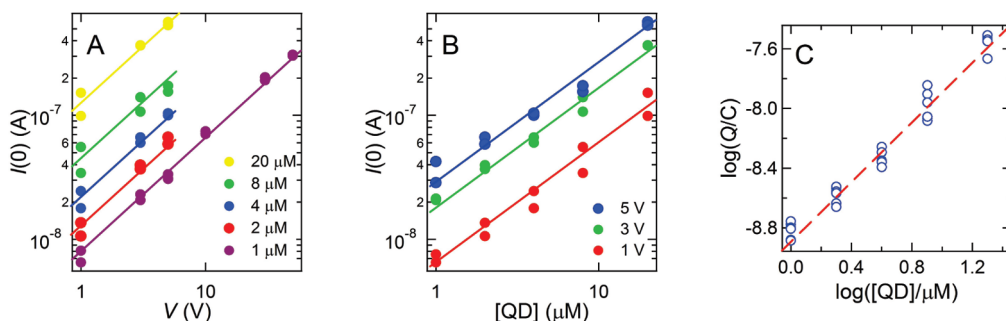 A
I(0) (A)
4
2
10⁻⁷
6
4
2
10⁻⁸
20 μM
8 μM
4 μM
2 μM
1 μM
1
10
V (V)
B
I(0) (A)
4
2
10⁻⁷
6
4
2
10⁻⁸
5 V
3 V
1 V
1
10
[QD] (μM)
C
log(Q/C)
-7.6
-8.0
-8.4
-8.8
0.0
0.4
0.8
1.2
log([QD]/μM)